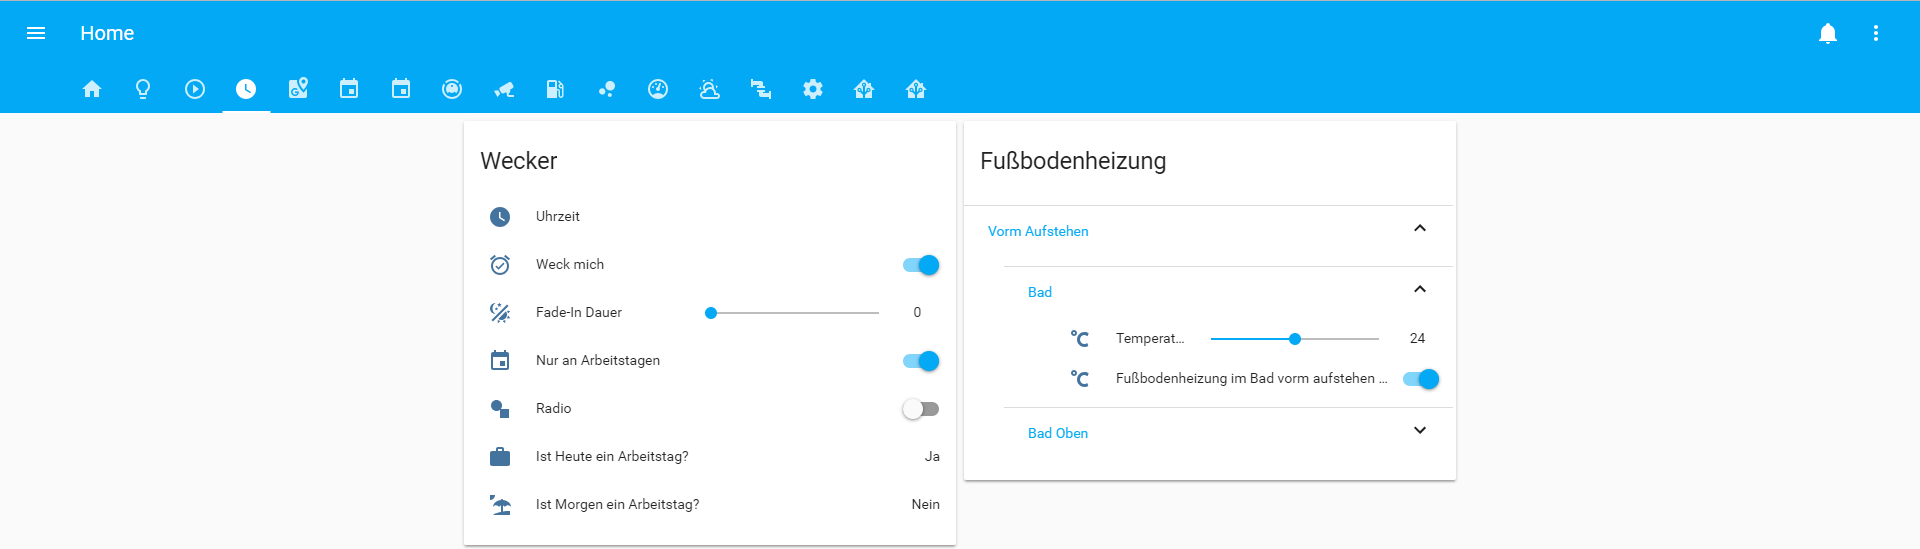 Home
Wecker
Uhrzeit
Weck mich
Fade-In Dauer 0
Nur an Arbeitstagen
Radio
Ist Heute ein Arbeitstag? Ja
Ist Morgen ein Arbeitstag? Nein
Fußbodenheizung
Vorm Aufstehen
Bad
°C Temperat... 24
°C Fußbodenheizung im Bad vorm aufstehen ...
Bad Oben